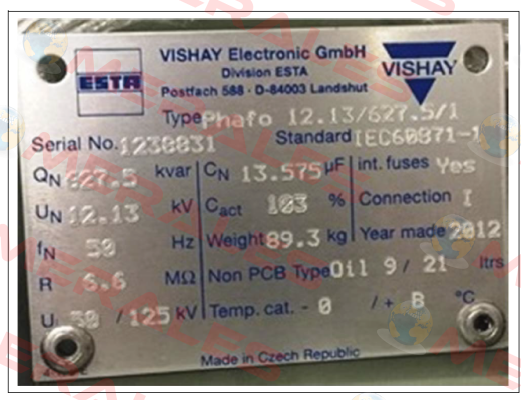 ESTA
VISHAY Electronic GmbH
Division ESTA
Postfach 588 · D-84003 Landshut
VISHAY
Type Phafo 12.13/627.5/1
Serial No. 1230831 Standard IEC60871-1
QN 627.5 kvar CN 13.575 µF int. fuses Yes
UN 12.13 kV Cact 103 % Connection I
fN 50 Hz Weight 89.3 kg Year made 2012
R 6.6 MΩ Non PCB Type Oil 9 / 21 ltrs
U 50 / 125 kV Temp. cat. - 0 / + B °C
Made in Czech Republic
MERALES